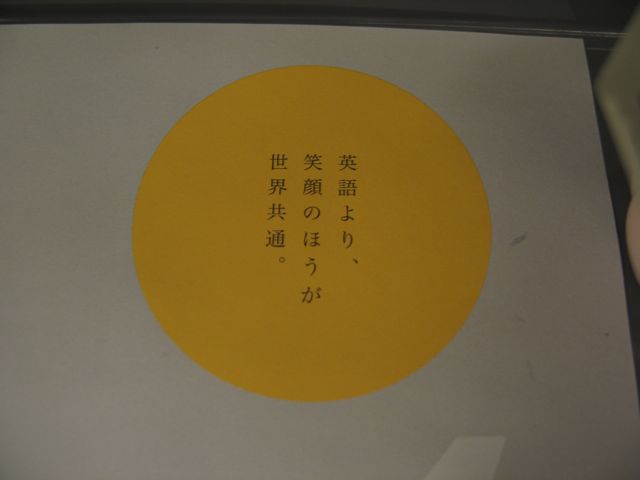 英語より、
笑顔のほうが
世界共通。